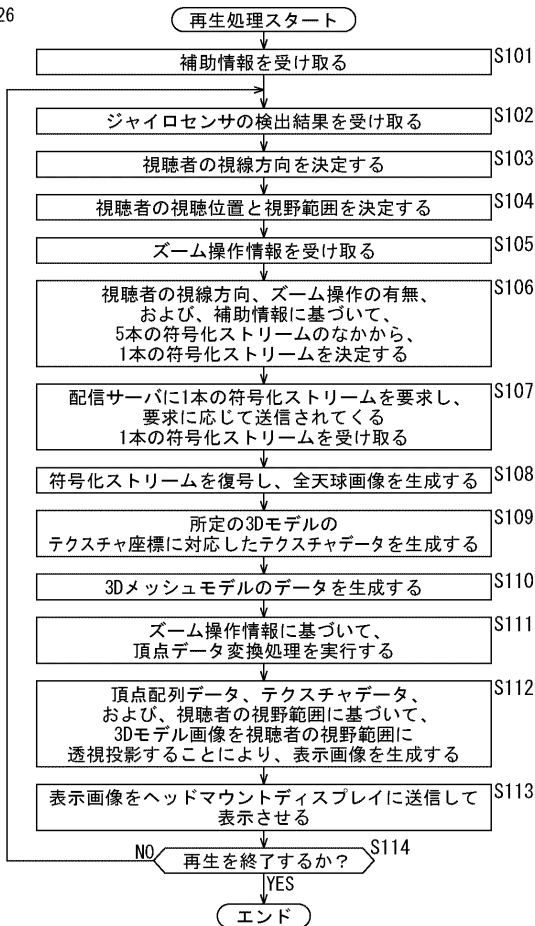 26
再生処理スタート
補助情報を受け取る
S101
ジャイロセンサの検出結果を受け取る
S102
視聴者の視線方向を決定する
S103
視聴者の視聴位置と視野範囲を決定する
S104
ズーム操作情報を受け取る
S105
視聴者の視線方向、ズーム操作の有無、
および、補助情報に基づいて、
5本の符号化ストリームのなかから、
1本の符号化ストリームを決定する
S106
配信サーバに1本の符号化ストリームを要求し、
要求に応じて送信されてくる
1本の符号化ストリームを受け取る
S107
符号化ストリームを復号し、全天球画像を生成する
S108
所定の3Dモデルの
テクスチャ座標に対応したテクスチャデータを生成する
S109
3Dメッシュモデルのデータを生成する
S110
ズーム操作情報に基づいて、
頂点データ変換処理を実行する
S111
頂点配列データ、テクスチャデータ、
および、視聴者の視野範囲に基づいて、
3Dモデル画像を視聴者の視野範囲に
透視投影することにより、表示画像を生成する
S112
表示画像をヘッドマウントディスプレイに送信して
表示させる
S113
NO
再生を終了するか?
S114
YES
エンド